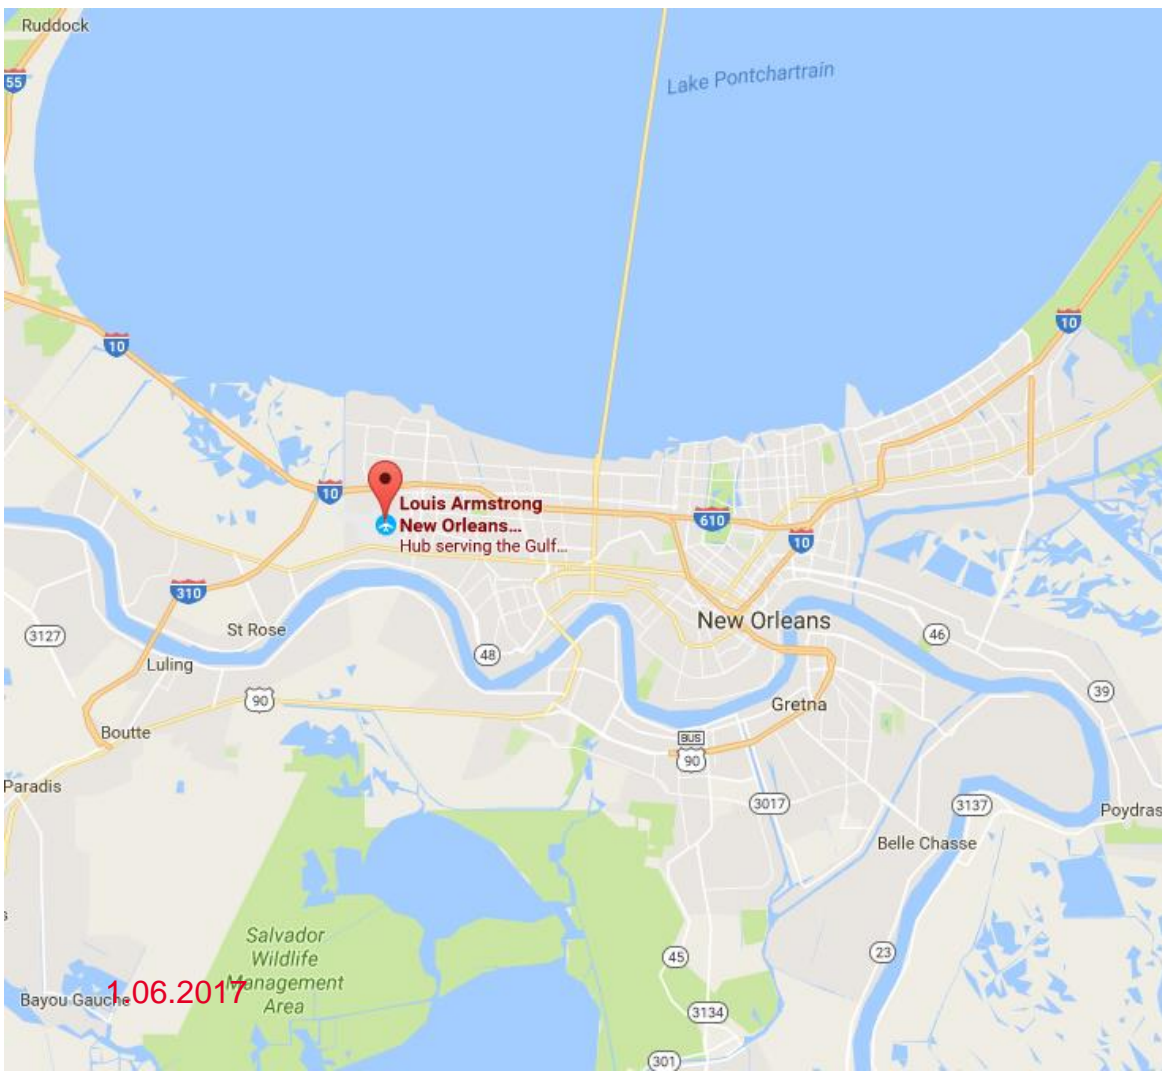 Ruddock
55
Lake Pontchartrain
10
10
10
Louis Armstrong
New Orleans...
Hub serving the Gulf...
610
10
310
New Orleans
3127
St Rose
46
48
Luling
39
90
Gretna
Boutte
BUS
90
Paradis
3017
3137
Poydras
Belle Chasse
Salvador
Wildlife
Management
Area
45
23
Bayou Gauche
1.06.2017
3134
301